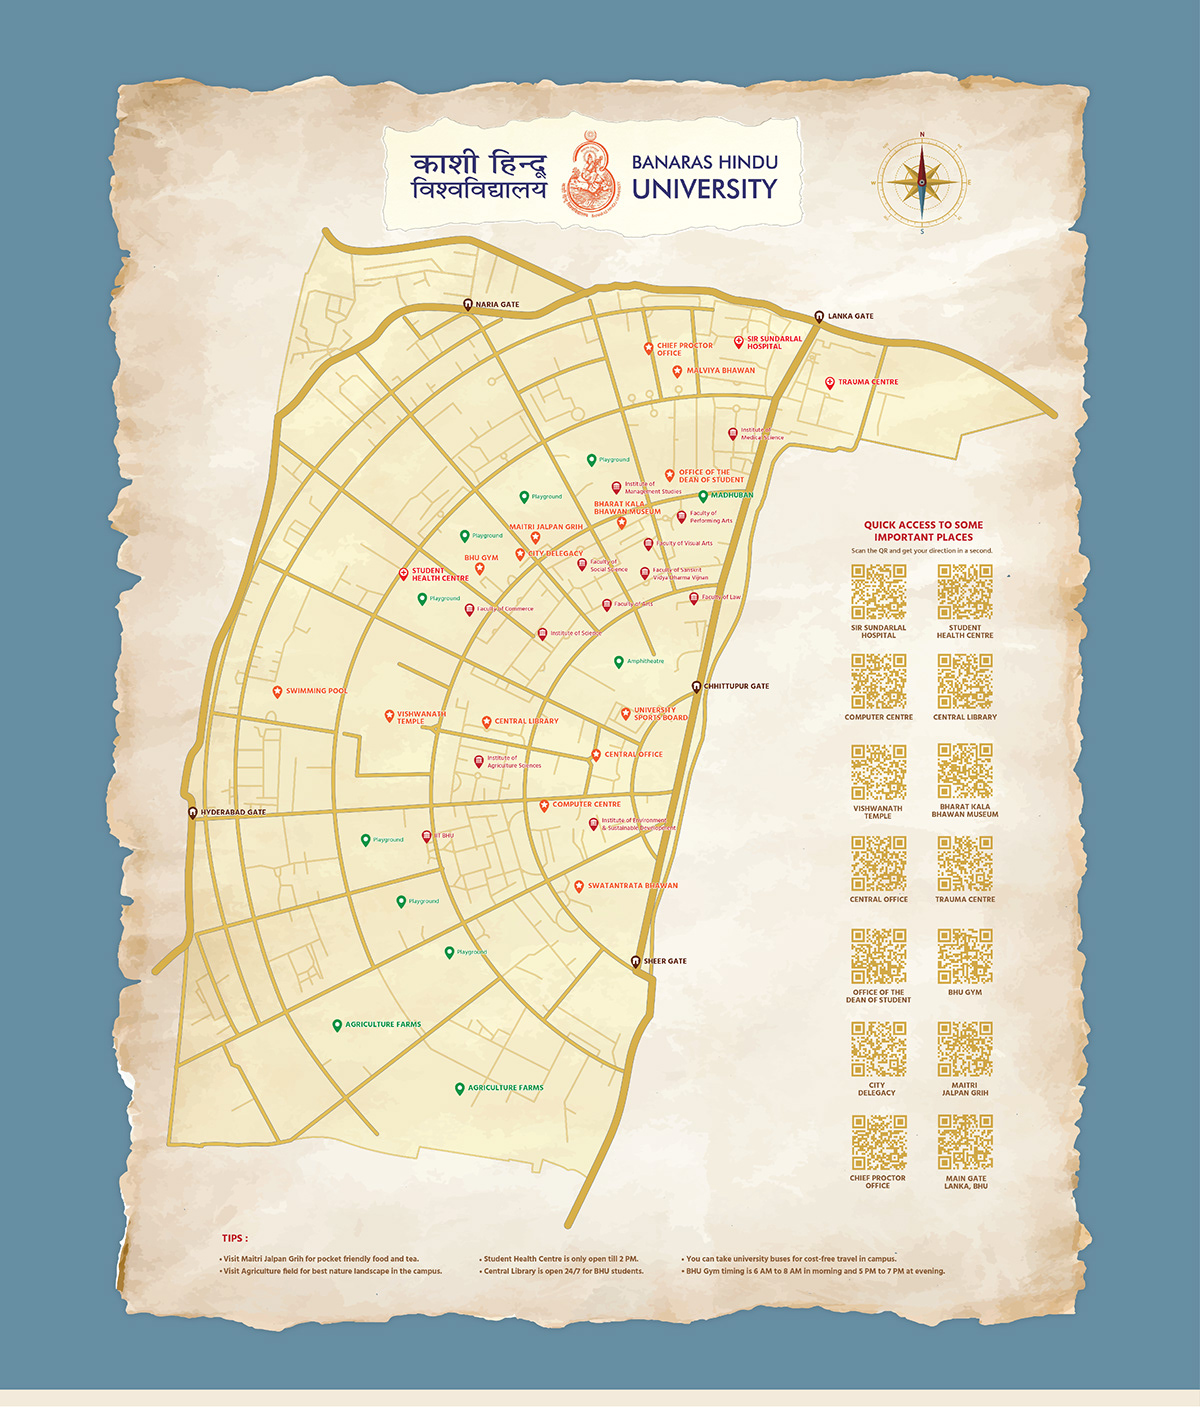 काशी हिन्दू
विश्वविद्यालय
BANARAS HINDU
UNIVERSITY
N
W
E
S
NARIA GATE
LANKA GATE
CHIEF PROCTOR
OFFICE
SIR SUNDARLAL
HOSPITAL
MALVIYA BHAWAN
TRAUMA CENTRE
Institute of
Medical Science
Playground
OFFICE OF THE
DEAN OF STUDENT
Institute of
Management Studies
Playground
MADHUBAN
BHARAT KALA
BHAWAN MUSEUM
Faculty of
Performing Arts
MAITRI JALPAN GRIH
Playground
Faculty of Visual Arts
CITY DELEGACY
BHU GYM
Faculty of
Social Science
STUDENT
HEALTH CENTRE
Faculty of Sanskrit
Vidya Dharma Vijnan
Playground
Faculty of Law
Faculty of Commerce
Faculty of Arts
Institute of Science
Amphitheatre
CHHITTUPUR GATE
SWIMMING POOL
VISHWANATH
TEMPLE
CENTRAL LIBRARY
UNIVERSITY
SPORTS BOARD
CENTRAL OFFICE
Institute of
Agriculture Sciences
COMPUTER CENTRE
HYDERABAD GATE
Institute of Environment
& Sustainable Development
IIT BHU
Playground
SWATANTRATA BHAWAN
Playground
Playground
SHEER GATE
AGRICULTURE FARMS
AGRICULTURE FARMS
QUICK ACCESS TO SOME
IMPORTANT PLACES
Scan the QR and get your direction in a second.
SIR SUNDARLAL
HOSPITAL
STUDENT
HEALTH CENTRE
COMPUTER CENTRE
CENTRAL LIBRARY
VISHWANATH
TEMPLE
BHARAT KALA
BHAWAN MUSEUM
CENTRAL OFFICE
TRAUMA CENTRE
OFFICE OF THE
DEAN OF STUDENT
BHU GYM
CITY
DELEGACY
MAITRI
JALPAN GRIH
CHIEF PROCTOR
OFFICE
MAIN GATE
LANKA, BHU
TIPS :
• Visit Maitri Jalpan Grih for pocket friendly food and tea.
• Visit Agriculture field for best nature landscape in the campus.
• Student Health Centre is only open till 2 PM.
• Central Library is open 24/7 for BHU students.
• You can take university buses for cost-free travel in campus.
• BHU Gym timing is 6 AM to 8 AM in morning and 5 PM to 7 PM at evening.